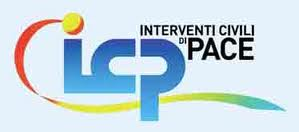 INTERVENTI CIVILI
DI PACE
icp